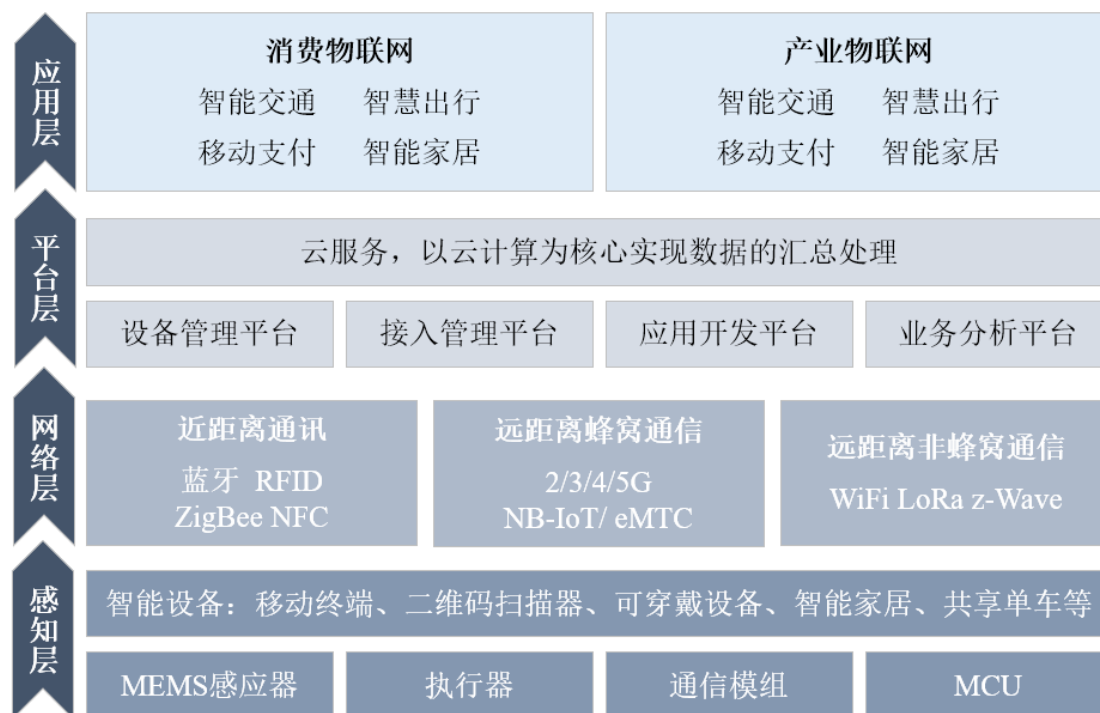 应用层
消费物联网
智能交通 智慧出行
移动支付 智能家居
产业物联网
智能交通 智慧出行
移动支付 智能家居
平台层
云服务，以云计算为核心实现数据的汇总处理
设备管理平台
接入管理平台
应用开发平台
业务分析平台
网络层
近距离通讯
蓝牙 RFID
ZigBee NFC
远距离蜂窝通信
2/3/4/5G
NB-IoT/ eMTC
远距离非蜂窝通信
WiFi LoRa z-Wave
感知层
智能设备：移动终端、二维码扫描器、可穿戴设备、智能家居、共享单车等
MEMS感应器
执行器
通信模组
MCU